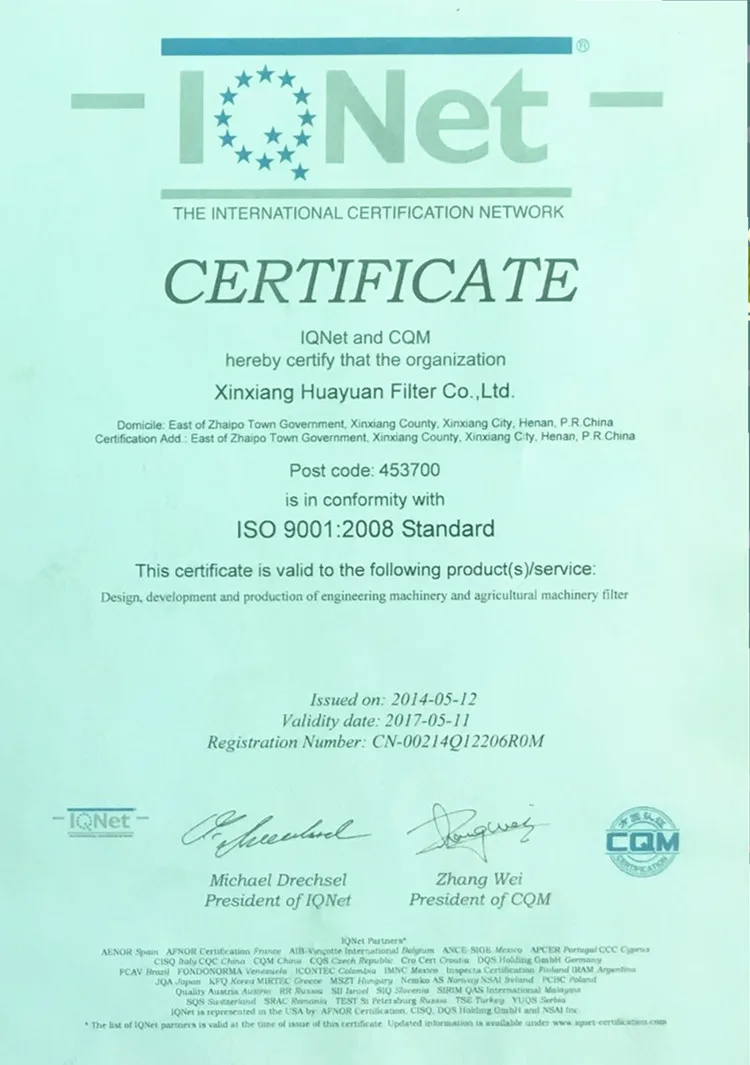 IQNet ®
THE INTERNATIONAL CERTIFICATION NETWORK
CERTIFICATE
IQNet and CQM
hereby certify that the organization
Xinxiang Huayuan Filter Co.,Ltd.
Domicile: East of Zhaipo Town Government, Xinxiang County, Xinxiang City, Henan, P.R.China
Certification Add.: East of Zhaipo Town Government, Xinxiang County, Xinxiang City, Henan, P.R.China
Post code: 453700
is in conformity with
ISO 9001:2008 Standard
This certificate is valid to the following product(s)/service:
Design, development and production of engineering machinery and agricultural machinery filter
Issued on: 2014-05-12
Validity date: 2017-05-11
Registration Number: CN-00214Q12206R0M
IQNet
方圆认证
CQM
CERTIFICATION
Michael Drechsel
Zhang Wei
President of IQNet
President of CQM
IQNet Partners*
AENOR Spain AFNOR Certification France AIB-Vinçotte International Belgium ANCE-SIGE Mexico APCER Portugal CCC Cyprus
CISQ Italy CQC China CQM China CQS Czech Republic Cro Cert Croatia DQS Holding GmbH Germany
FCAV Brazil FONDONORMA Venezuela ICONTEC Colombia IMNC Mexico Inspecta Certification Finland IRAM Argentina
JQA Japan KFQ Korea MIRTEC Greece MSZT Hungary Nemko AS Norway NSAI Ireland PCBC Poland
Quality Austria Austria RR Russia SII Israel SIQ Slovenia SIRIM QAS International Malaysia
SQS Switzerland SRAC Romania TEST St Petersburg Russia TSE Turkey YUQS Serbia
IQNet is represented in the USA by: AFNOR Certification, CISQ, DQS Holding GmbH and NSAI Inc.
* The list of IQNet partners is valid at the time of issue of this certificate. Updated information is available under www.iqnet-certification.com